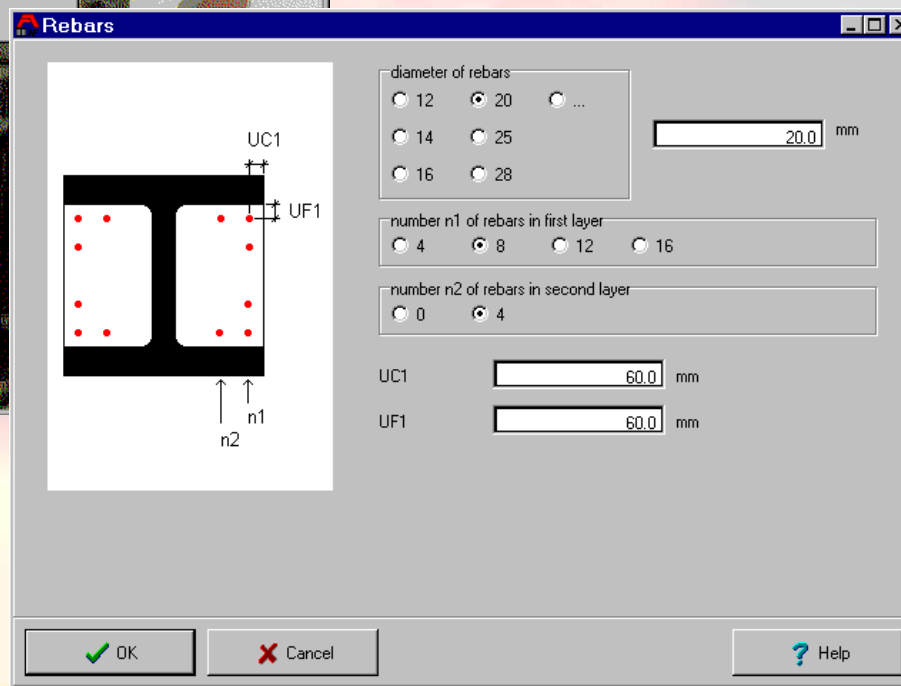 Rebars
UC1
UF1
n1
n2
diameter of rebars
12 20 ...
14 25
16 28
20.0 mm
number n1 of rebars in first layer
4 8 12 16
number n2 of rebars in second layer
0 4
UC1 60.0 mm
UF1 60.0 mm
OK Cancel Help